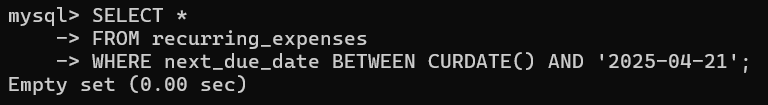 mysql> SELECT *
    -> FROM recurring_expenses
    -> WHERE next_due_date BETWEEN CURDATE() AND '2025-04-21';
Empty set (0.00 sec)